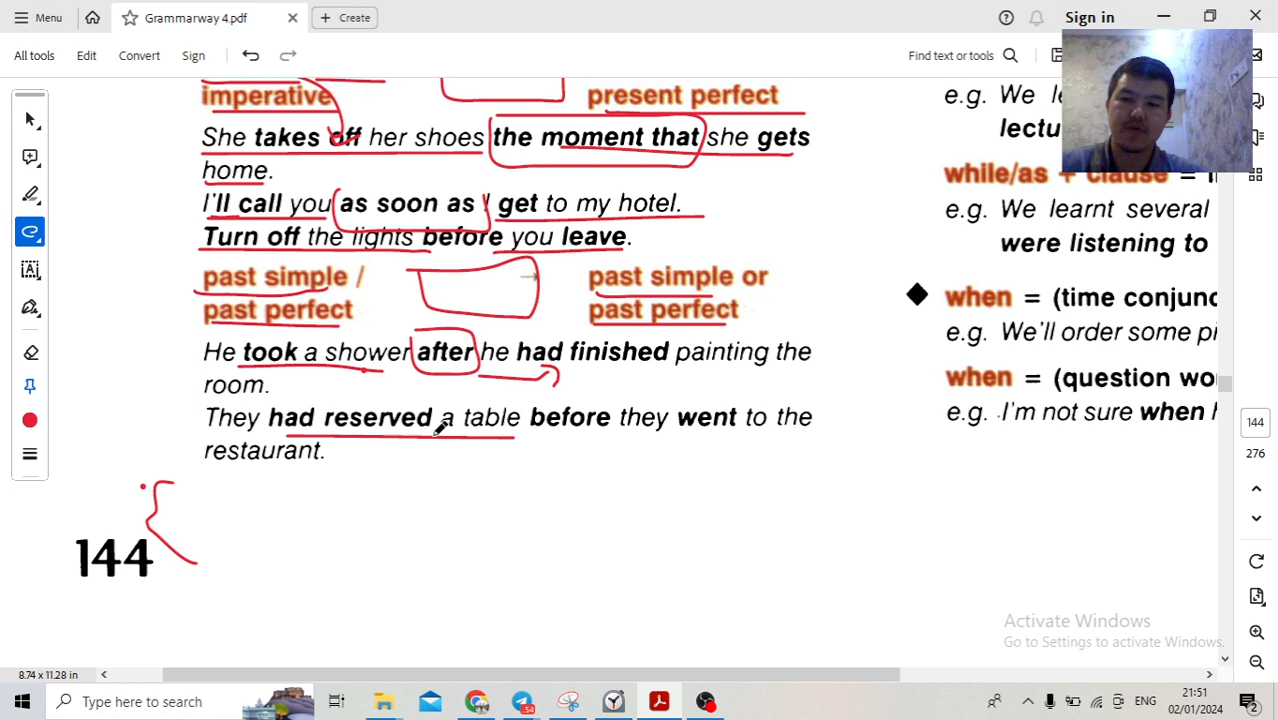 Menu
Grammarway 4.pdf
Create
Sign in
All tools
Edit
Convert
Sign
Find text or tools
imperative
present perfect
She takes off her shoes the moment that she gets
home.
I'll call you as soon as I get to my hotel.
Turn off the lights before you leave.
past simple /
past simple or
past perfect
past perfect
He took a shower after he had finished painting the
room.
They had reserved a table before they went to the
restaurant.
144
e.g. We le
lectu
while/as + clause =
e.g. We learnt several
were listening to
when = (time conjunc
e.g. We'll order some pi
when = (question wo
e.g. I'm not sure when h
144
276
Activate Windows
Go to Settings to activate Windows.
8.74 x 11.28 in
Type here to search
54
ENG
21:51
02/01/2024
2